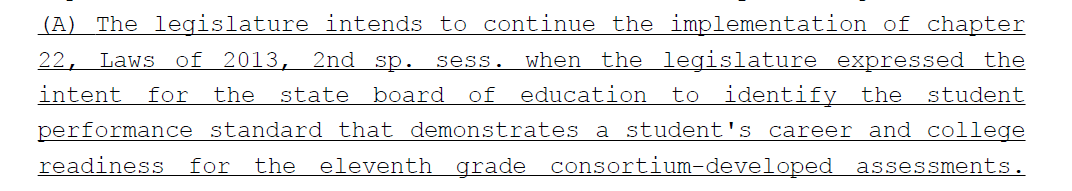 (A) The legislature intends to continue the implementation of chapter
22, Laws of 2013, 2nd sp. sess. when the legislature expressed the
intent for the state board of education to identify the student
performance standard that demonstrates a student's career and college
readiness for the eleventh grade consortium-developed assessments.